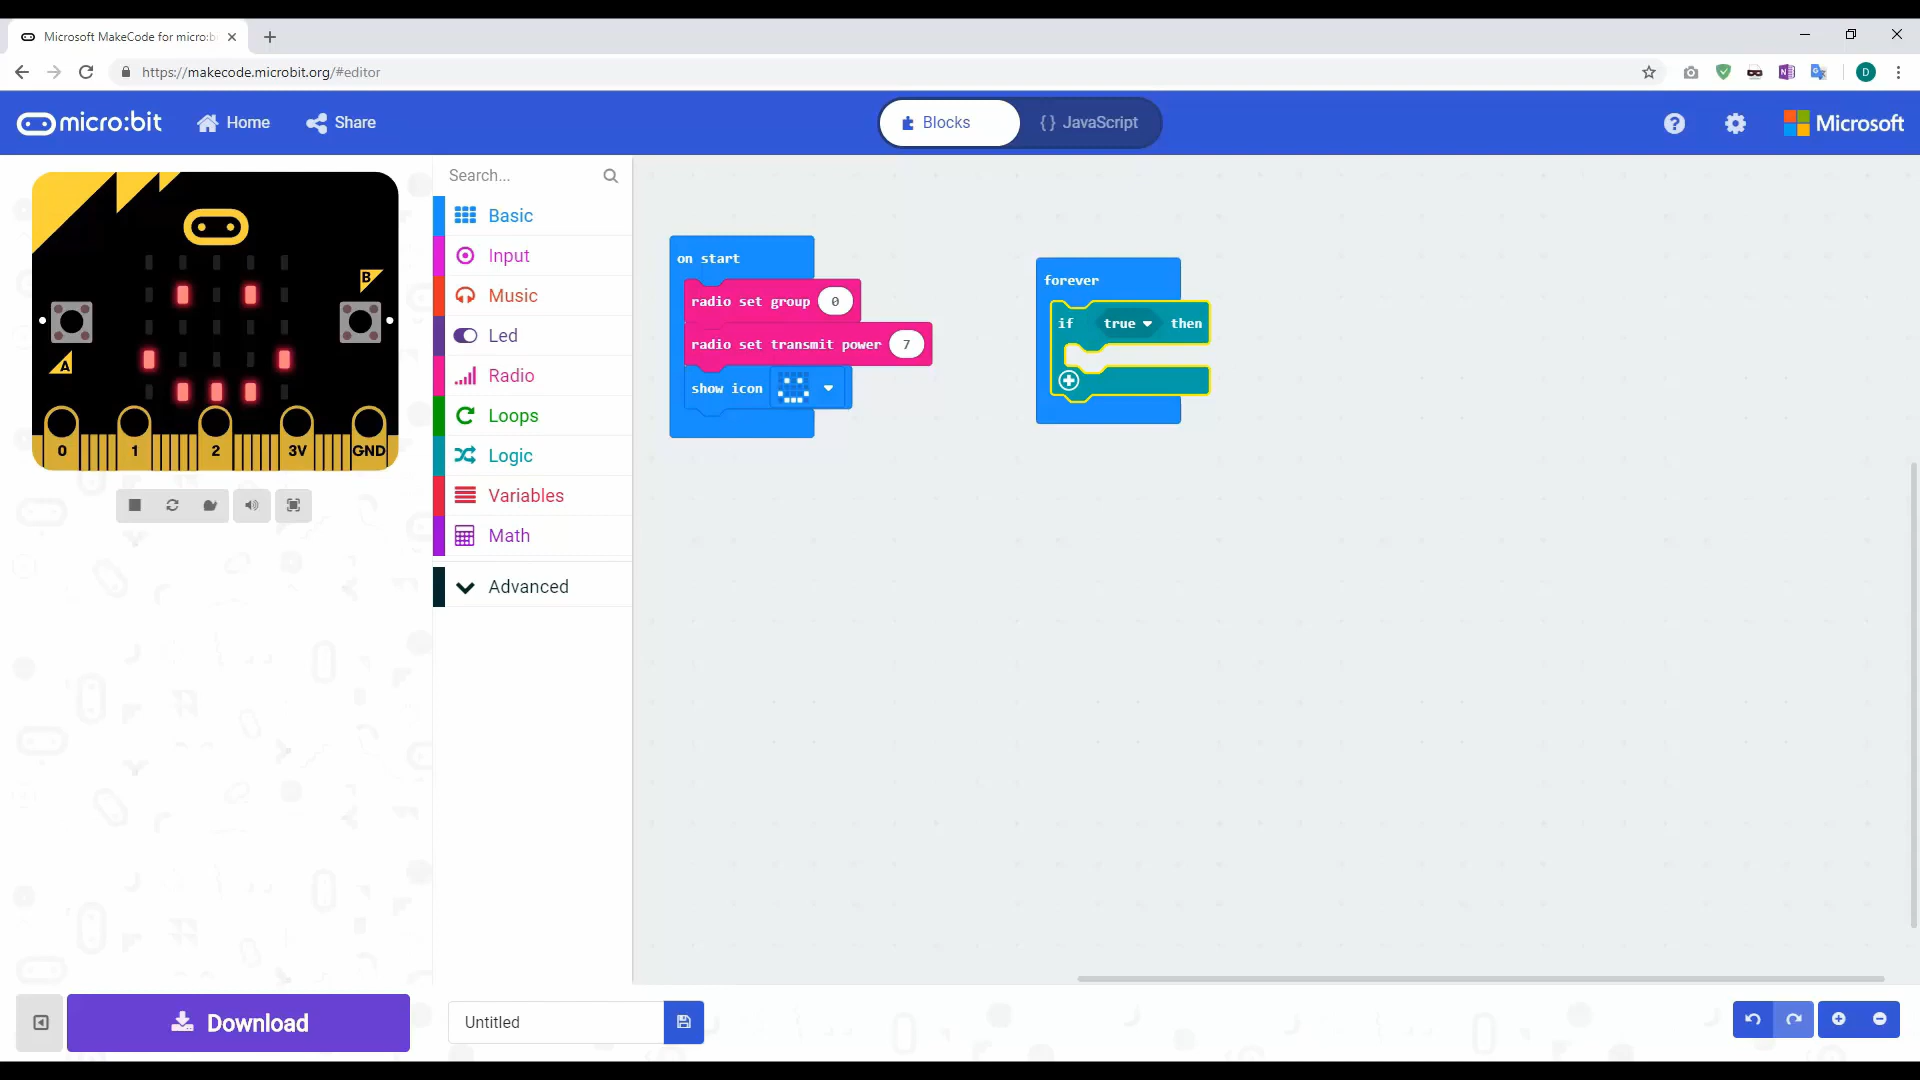 Microsoft MakeCode for micro:b
https://makecode.microbit.org/#editor
D
micro:bit
Home
Share
Blocks
{} JavaScript
?
Microsoft
Search...
Basic
Input
Music
Led
Radio
Loops
Logic
Variables
Math
Advanced
B
A
0
1
2
3V
GND
on start
radio set group 0
radio set transmit power 7
show icon
forever
if true then
Download
Untitled